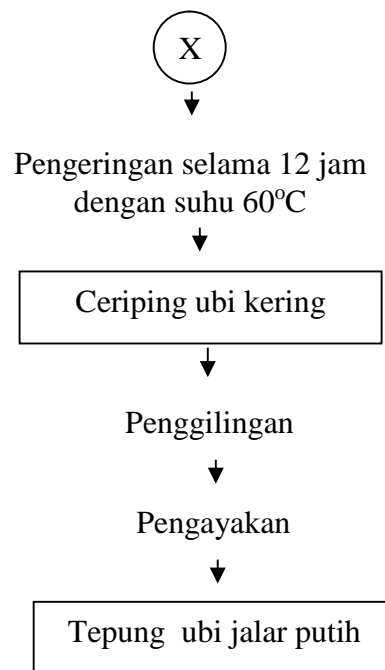 X
Pengeringan selama 12 jam
dengan suhu 60°C
Ceriping ubi kering
Penggilingan
Pengayakan
Tepung ubi jalar putih